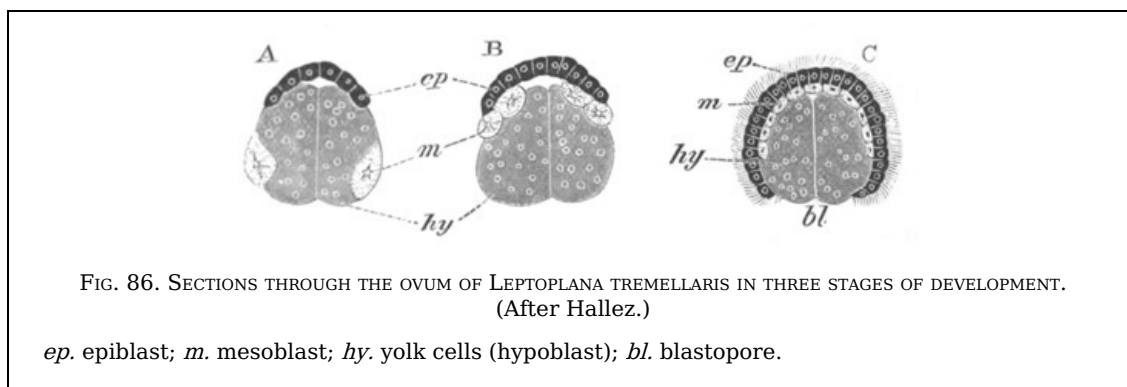 A
B
C
ep
ep
m
m
hy
hy
bl
FIG. 86. SECTIONS THROUGH THE OVUM OF LEPTOPLANA TREMELLARIS IN THREE STAGES OF DEVELOPMENT.
(After Hallez.)
ep. epiblast; m. mesoblast; hy. yolk cells (hypoblast); bl. blastopore.